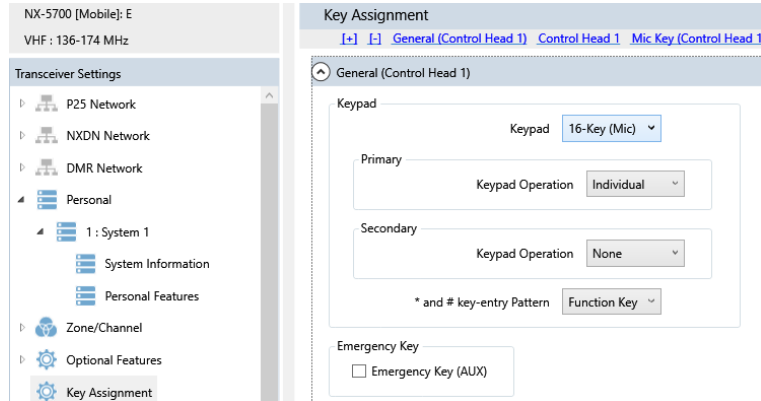 NX-5700 [Mobile]: E
VHF : 136-174 MHz
Transceiver Settings
P25 Network
NXDN Network
DMR Network
Personal
1 : System 1
System Information
Personal Features
Zone/Channel
Optional Features
Key Assignment
Key Assignment
[+] [-] General (Control Head 1) Control Head 1 Mic Key (Control Head 1
General (Control Head 1)
Keypad
Keypad 16-Key (Mic)
Primary
Keypad Operation Individual
Secondary
Keypad Operation None
* and # key-entry Pattern Function Key
Emergency Key
Emergency Key (AUX)